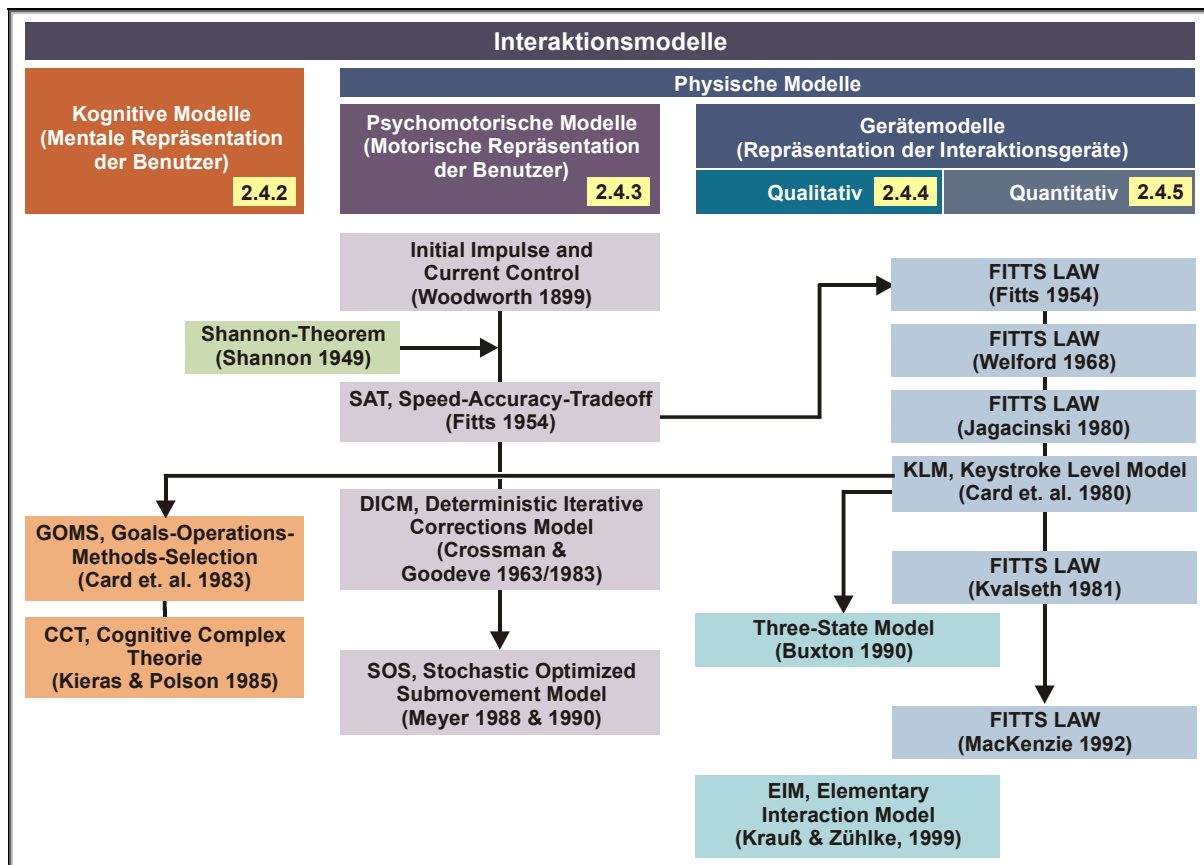 Interaktionsmodelle
Physische Modelle
Kognitive Modelle
(Mentale Repräsentation
der Benutzer)
2.4.2
Psychomotorische Modelle
(Motorische Repräsentation
der Benutzer)
2.4.3
Gerätemodelle
(Repräsentation der Interaktionsgeräte)
Qualitativ 2.4.4
Quantitativ 2.4.5
Initial Impulse and
Current Control
(Woodworth 1899)
Shannon-Theorem
(Shannon 1949)
SAT, Speed-Accuracy-Tradeoff
(Fitts 1954)
DICM, Deterministic Iterative
Corrections Model
(Crossman &
Goodeve 1963/1983)
SOS, Stochastic Optimized
Submovement Model
(Meyer 1988 & 1990)
GOMS, Goals-Operations-
Methods-Selection
(Card et. al. 1983)
CCT, Cognitive Complex
Theorie
(Kieras & Polson 1985)
FITTS LAW
(Fitts 1954)
FITTS LAW
(Welford 1968)
FITTS LAW
(Jagacinski 1980)
KLM, Keystroke Level Model
(Card et. al. 1980)
FITTS LAW
(Kvalseth 1981)
Three-State Model
(Buxton 1990)
FITTS LAW
(MacKenzie 1992)
EIM, Elementary
Interaction Model
(Krauß & Zühlke, 1999)